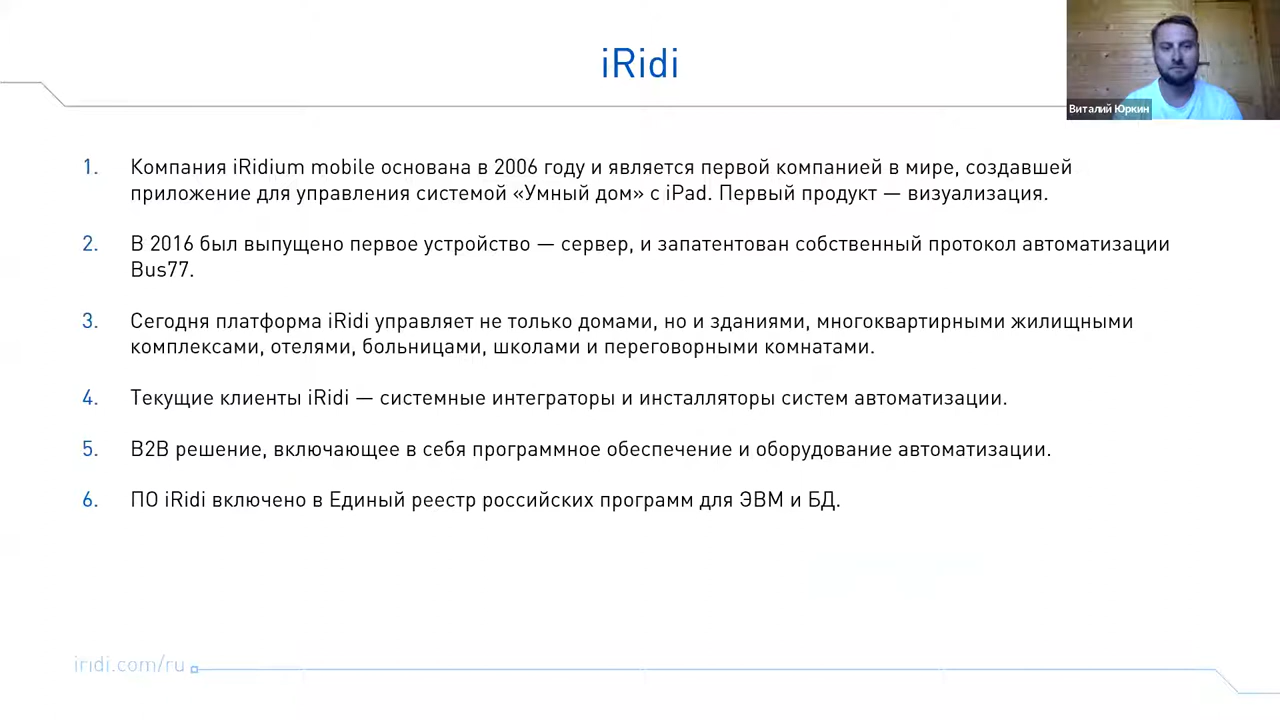 iRidi
Виталий Юркин
1. Компания iRidium mobile основана в 2006 году и является первой компанией в мире, создавшей
приложение для управления системой «Умный дом» с iPad. Первый продукт — визуализация.
2. В 2016 был выпущено первое устройство — сервер, и запатентован собственный протокол автоматизации
Bus77.
3. Сегодня платформа iRidi управляет не только домами, но и зданиями, многоквартирными жилищными
комплексами, отелями, больницами, школами и переговорными комнатами.
4. Текущие клиенты iRidi — системные интеграторы и инсталляторы систем автоматизации.
5. B2B решение, включающее в себя программное обеспечение и оборудование автоматизации.
6. ПО iRidi включено в Единый реестр российских программ для ЭВМ и БД.
iridi.com/ru